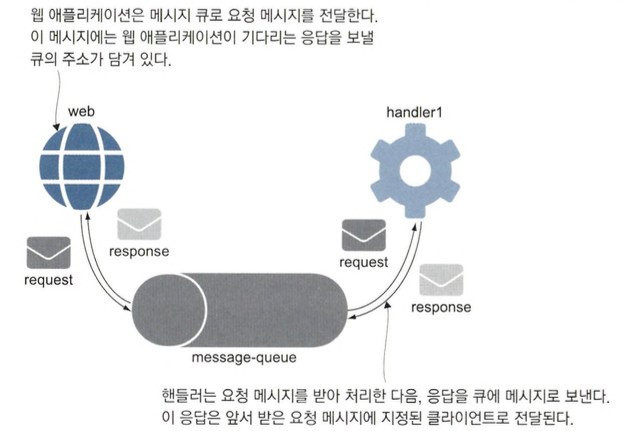 웹 애플리케이션은 메시지 큐로 요청 메시지를 전달한다.
이 메시지에는 웹 애플리케이션이 기다리는 응답을 보낼
큐의 주소가 담겨 있다.
web
handler1
response
request
request
response
message-queue
핸들러는 요청 메시지를 받아 처리한 다음, 응답을 큐에 메시지로 보낸다.
이 응답은 앞서 받은 요청 메시지에 지정된 클라이언트로 전달된다.